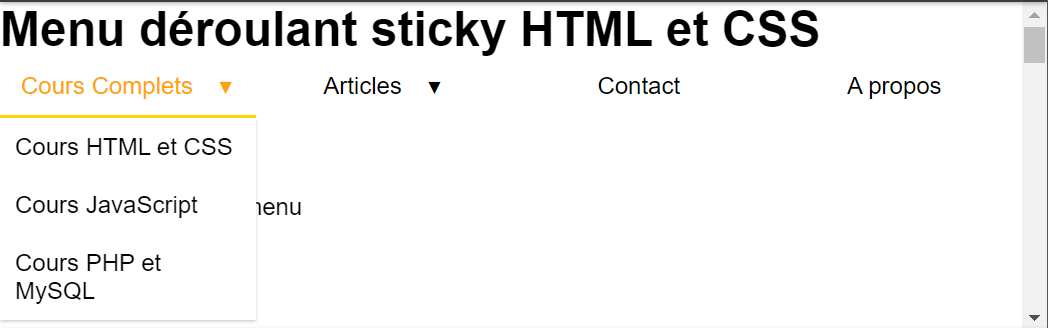 Menu déroulant sticky HTML et CSS
Cours Complets ▼ Articles ▼ Contact A propos
Cours HTML et CSS
Cours JavaScript
Cours PHP et
MySQL